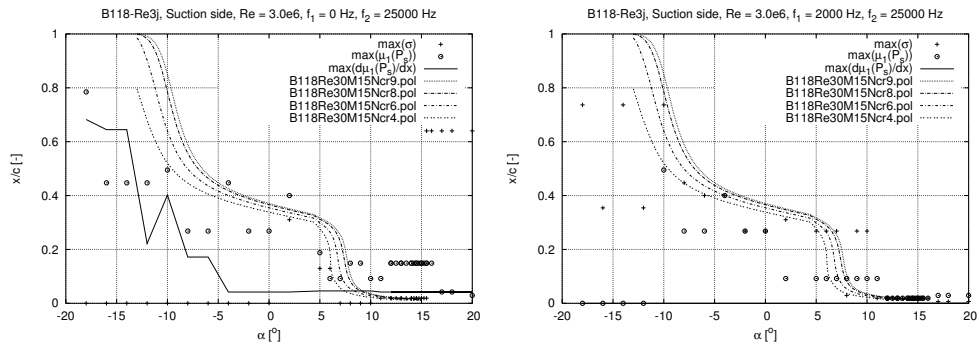 B118-Re3j, Suction side, Re = 3.0e6, f₁ = 0 Hz, f₂ = 25000 Hz
max(σ)
max(μ₁(Pₛ))
max(dμ₁(Pₛ)/dx)
B118Re30M15Ncr9.pol
B118Re30M15Ncr8.pol
B118Re30M15Ncr6.pol
B118Re30M15Ncr4.pol
1
0.8
0.6
0.4
0.2
0
x/c [-]
-20 -15 -10 -5 0 5 10 15 20
α [°]
B118-Re3j, Suction side, Re = 3.0e6, f₁ = 2000 Hz, f₂ = 25000 Hz
max(σ)
max(μ₁(Pₛ))
max(dμ₁(Pₛ)/dx)
B118Re30M15Ncr9.pol
B118Re30M15Ncr8.pol
B118Re30M15Ncr6.pol
B118Re30M15Ncr4.pol
1
0.8
0.6
0.4
0.2
0
x/c [-]
-20 -15 -10 -5 0 5 10 15 20
α [°]